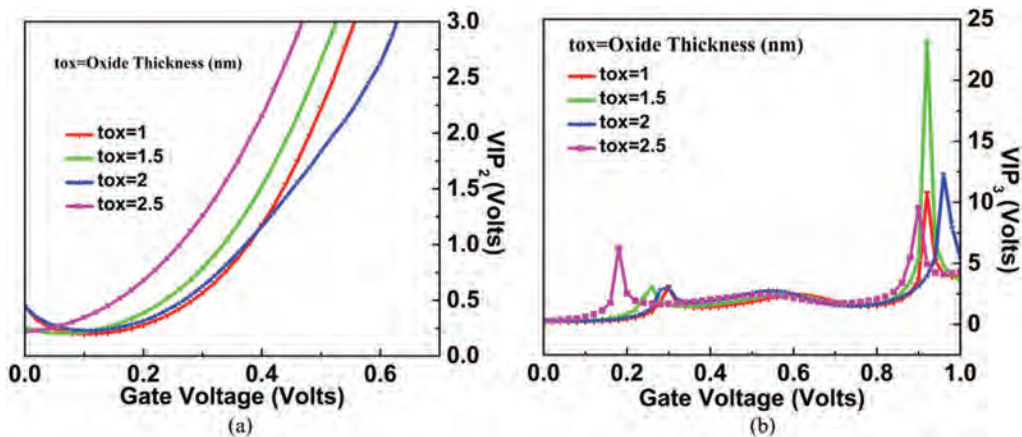 tox=Oxide Thickness (nm)
tox=1
tox=1.5
tox=2
tox=2.5
3.0
2.5
2.0
1.5
1.0
0.5
0.0
VIP2 (Volts)
0.0 0.2 0.4 0.6
Gate Voltage (Volts)
(a)
tox=Oxide Thickness (nm)
tox=1
tox=1.5
tox=2
tox=2.5
25
20
15
10
5
0
VIP3 (Volts)
0.0 0.2 0.4 0.6 0.8 1.0
Gate Voltage (Volts)
(b)